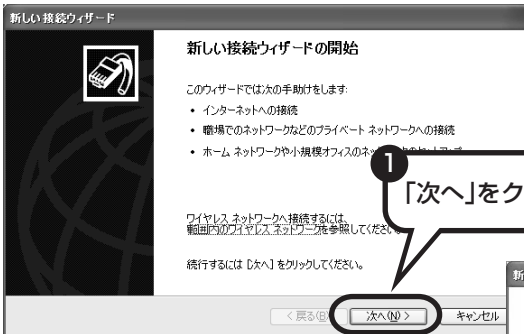 新しい接続ウィザード
新しい接続ウィザードの開始
このウィザードでは次の手助けをします:
• インターネットへの接続
• 職場でのネットワークなどのプライベート ネットワークへの接続
• ホーム ネットワークや小規模オフィスのネッ
1
「次へ」をク
ワイヤレス ネットワークへ接続するには、
範囲内のワイヤレス ネットワークを参照してくださ
続行するには [次へ] をクリックしてください。
< 戻る(B)
次へ(N) >
キャンセル
新